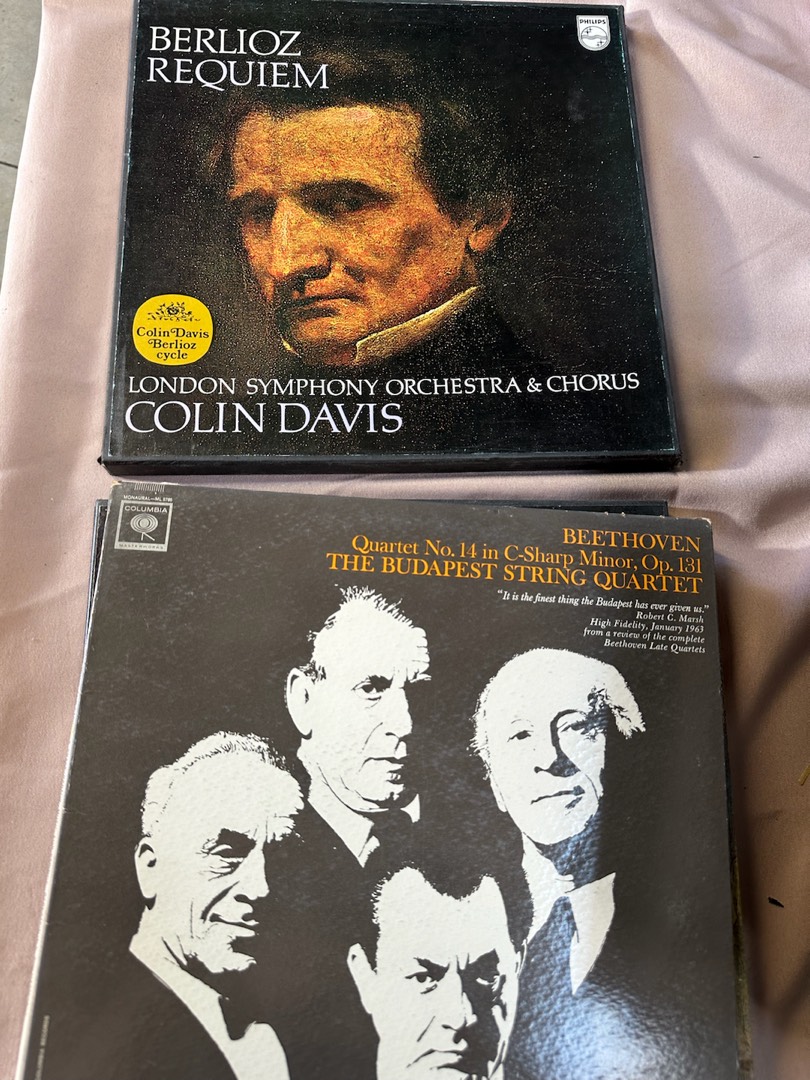 BERLIOZ
REQUIEM
PHILIPS
Colin Davis
Berlioz
cycle
LONDON SYMPHONY ORCHESTRA & CHORUS
COLIN DAVIS
COLUMBIA
MASTERWORKS
BEETHOVEN
Quartet No. 14 in C-Sharp Minor, Op. 131
THE BUDAPEST STRING QUARTET
“It is the finest thing the Budapest has ever given us.”
Robert C. Marsh
High Fidelity, January 1963
from a review of the complete
Beethoven Late Quartets